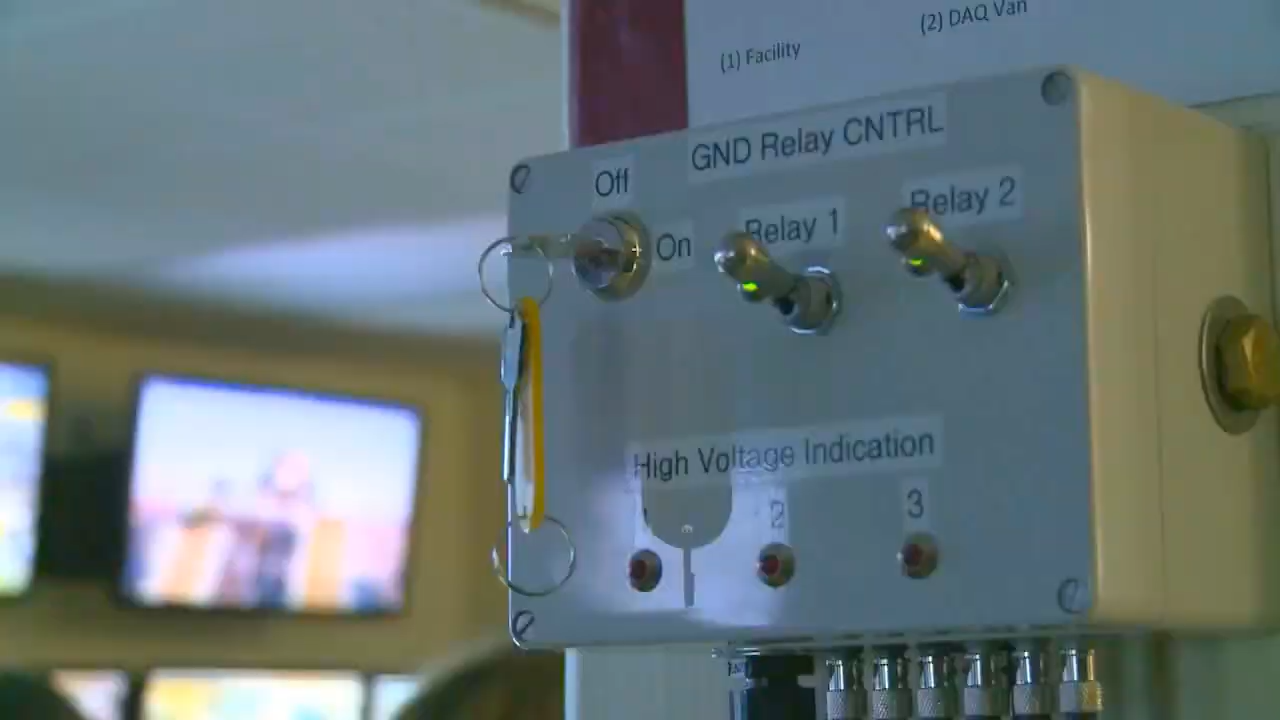 (2) DAQ Van
(1) Facility
GND Relay CNTRL
Off
On
Relay 1
Relay 2
High Voltage Indication
2
3